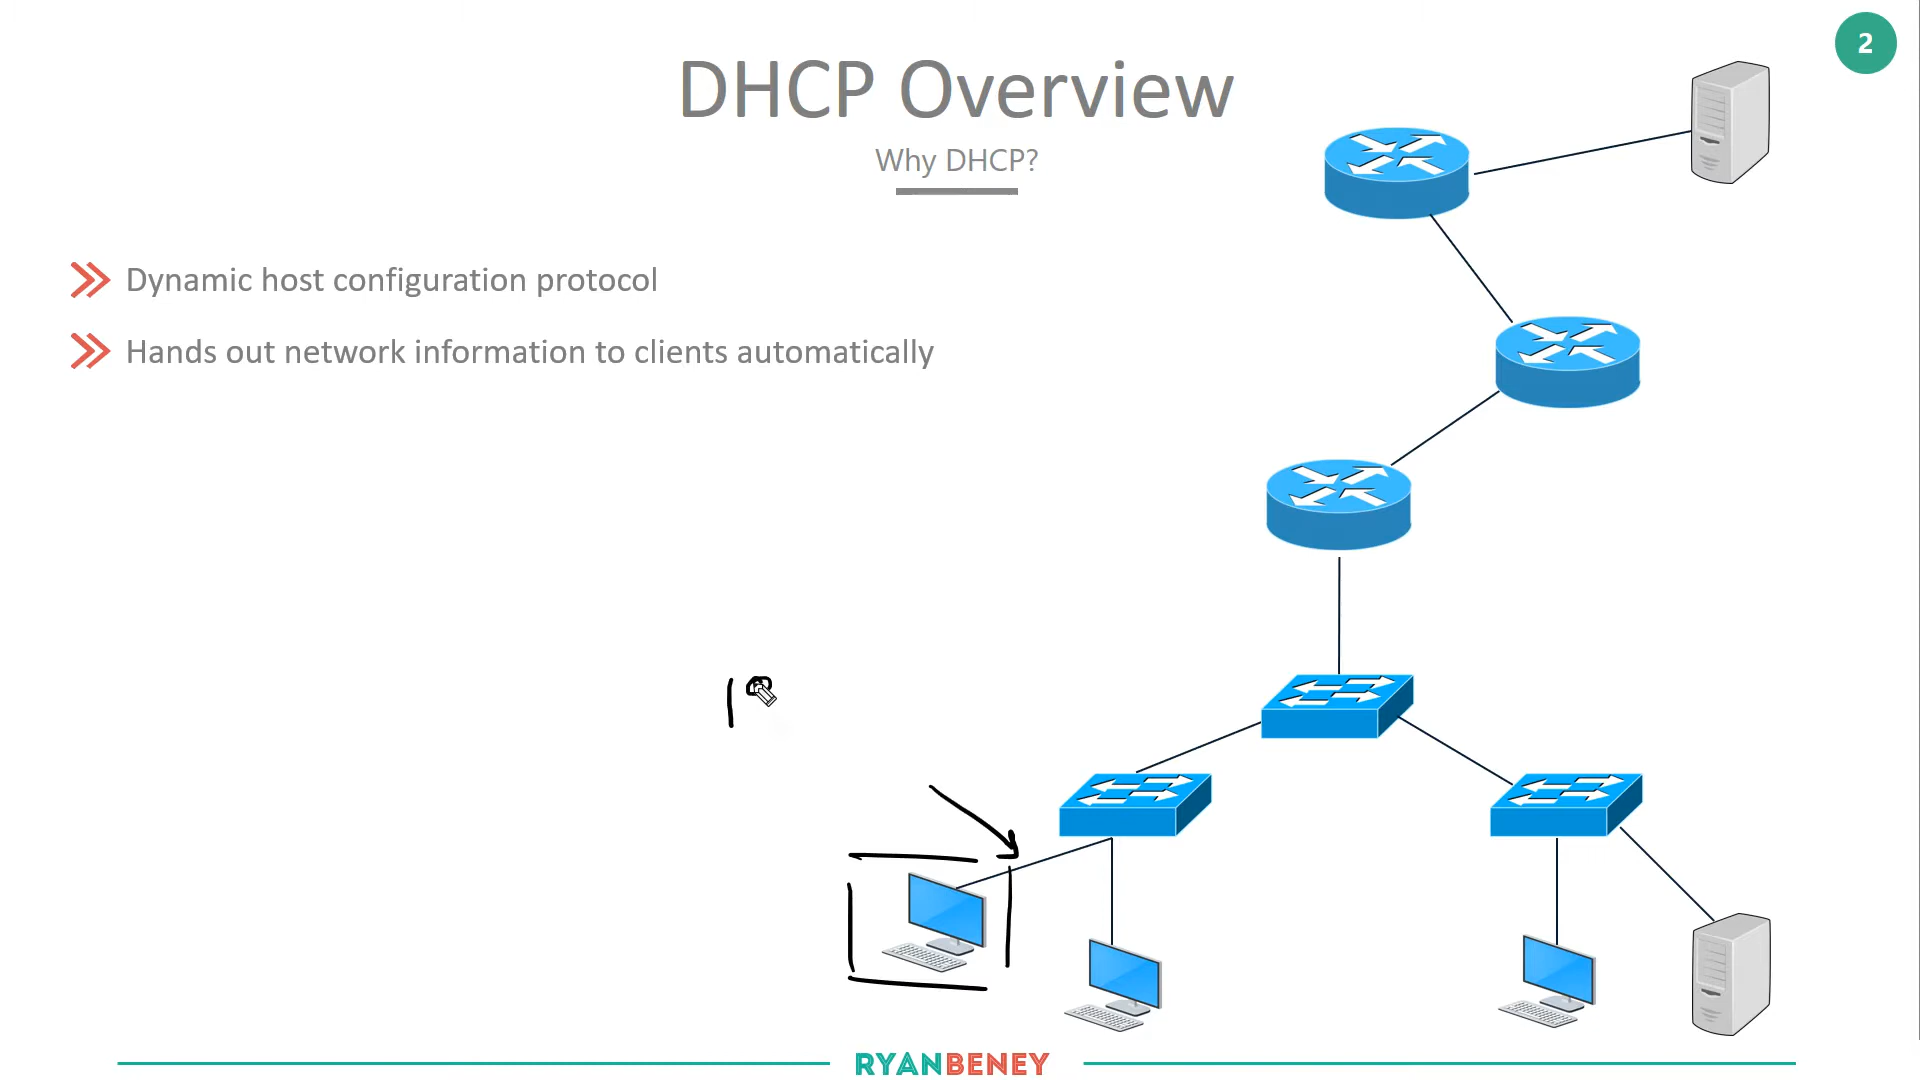 2
DHCP Overview
Why DHCP?
Dynamic host configuration protocol
Hands out network information to clients automatically
RYANBENEY